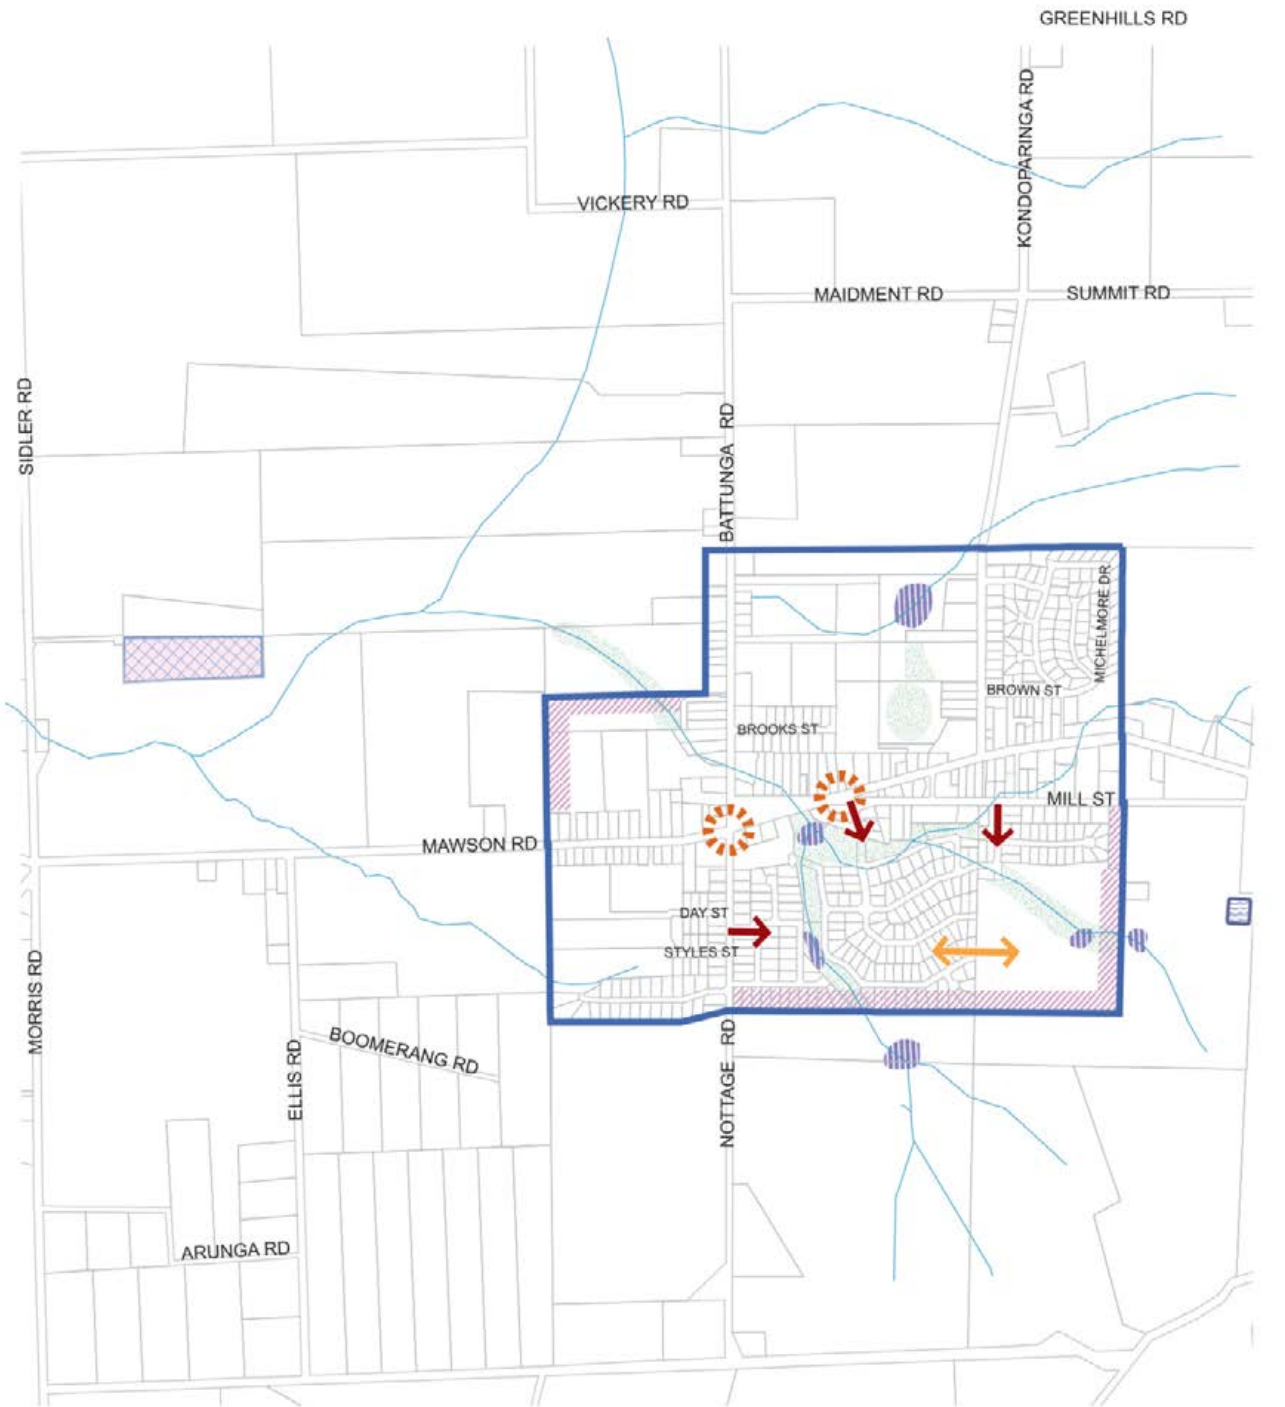 GREENHILLS RD
KONDOPARINGA RD
VICKERY RD
MAIDMENT RD
SUMMIT RD
SIDLER RD
BATTUNGA RD
MICHELMORE DR
BROWN ST
BROOKS ST
MILL ST
MAWSON RD
DAY ST
STYLES ST
MORRIS RD
BOOMERANG RD
ELLIS RD
NOTTAGE RD
ARUNGA RD